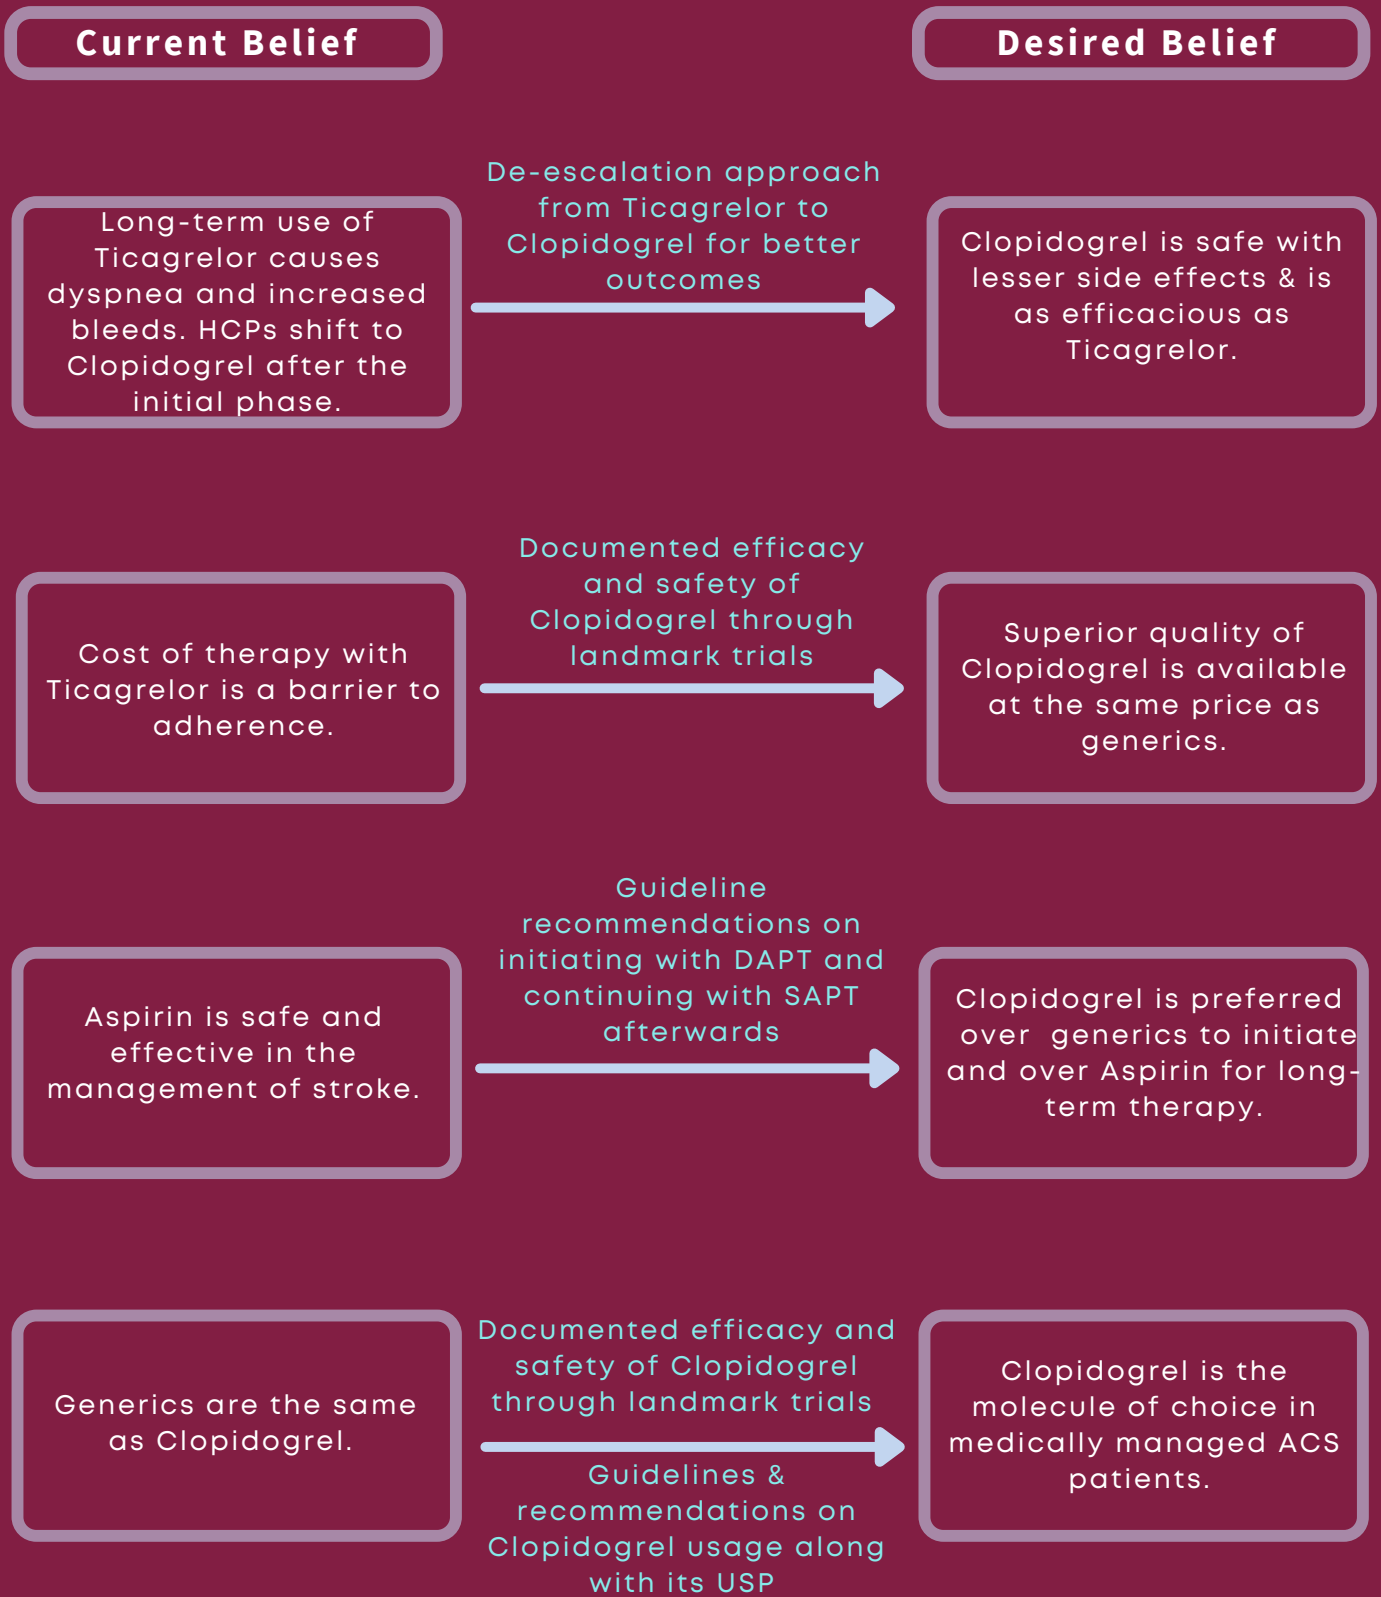 Current Belief
Desired Belief
Long-term use of
Ticagrelor causes
dyspnea and increased
bleeds. HCPs shift to
Clopidogrel after the
initial phase.
De-escalation approach
from Ticagrelor to
Clopidogrel for better
outcomes
Clopidogrel is safe with
lesser side effects & is
as efficacious as
Ticagrelor.
Cost of therapy with
Ticagrelor is a barrier to
adherence.
Documented efficacy
and safety of
Clopidogrel through
landmark trials
Superior quality of
Clopidogrel is available
at the same price as
generics.
Aspirin is safe and
effective in the
management of stroke.
Guideline
recommendations on
initiating with DAPT and
continuing with SAPT
afterwards
Clopidogrel is preferred
over generics to initiate
and over Aspirin for long-
term therapy.
Generics are the same
as Clopidogrel.
Documented efficacy and
safety of Clopidogrel
through landmark trials
Guidelines &
recommendations on
Clopidogrel usage along
with its USP
Clopidogrel is the
molecule of choice in
medically managed ACS
patients.